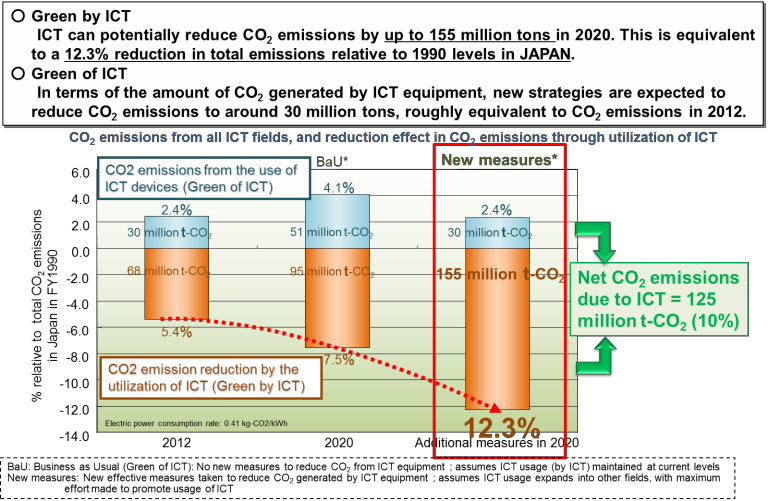 ○ Green by ICT
ICT can potentially reduce CO₂ emissions by up to 155 million tons in 2020. This is equivalent
to a 12.3% reduction in total emissions relative to 1990 levels in JAPAN.
○ Green of ICT
In terms of the amount of CO₂ generated by ICT equipment, new strategies are expected to
reduce CO₂ emissions to around 30 million tons, roughly equivalent to CO₂ emissions in 2012.
CO₂ emissions from all ICT fields, and reduction effect in CO₂ emissions through utilization of ICT
BaU*
New measures*
CO2 emissions from the use of
ICT devices (Green of ICT)
% relative to total CO₂ emissions
in Japan in FY1990
6.0
4.0
2.0
0.0
-2.0
-4.0
-6.0
-8.0
-10.0
-12.0
-14.0
2.4%
4.1%
2.4%
30 million t-CO₂
51 million t-CO₂
30 million t-CO₂
68 million t-CO₂
95 million t-CO₂
155 million t-CO₂
5.4%
7.5%
12.3%
Net CO₂ emissions
due to ICT = 125
million t-CO₂ (10%)
CO2 emission reduction by the
utilization of ICT (Green by ICT)
Electric power consumption rate: 0.41 kg-CO2/kWh
2012
2020
Additional measures in 2020
BaU: Business as Usual (Green of ICT): No new measures to reduce CO₂ from ICT equipment ; assumes ICT usage (by ICT) maintained at current levels
New measures: New effective measures taken to reduce CO₂ generated by ICT equipment ; assumes ICT usage expands into other fields, with maximum
effort made to promote usage of ICT